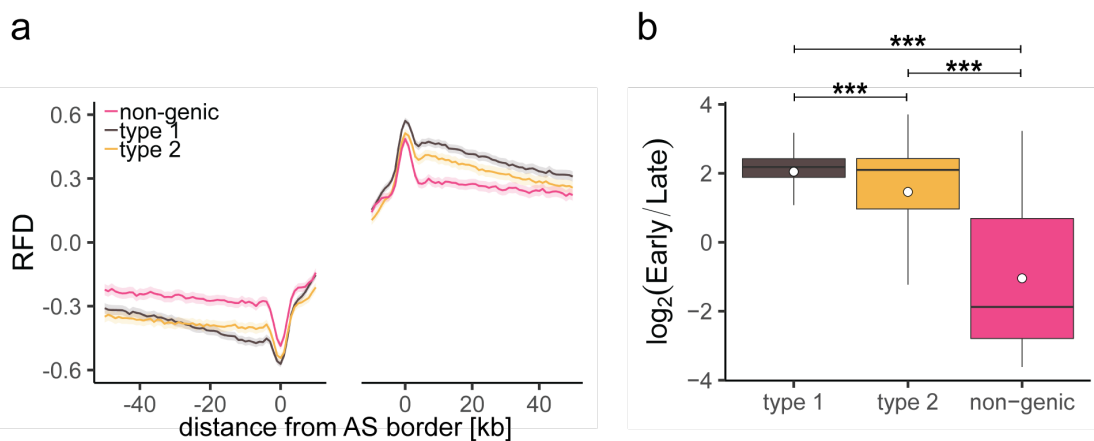 a
RFD
0.6
0.3
0.0
-0.3
-0.6
non-genic
type 1
type 2
-40 -20 0 0 20 40
distance from AS border [kb]
b
***
***
***
log₂(Early/Late)
4
2
0
−2
−4
type 1 type 2 non−genic